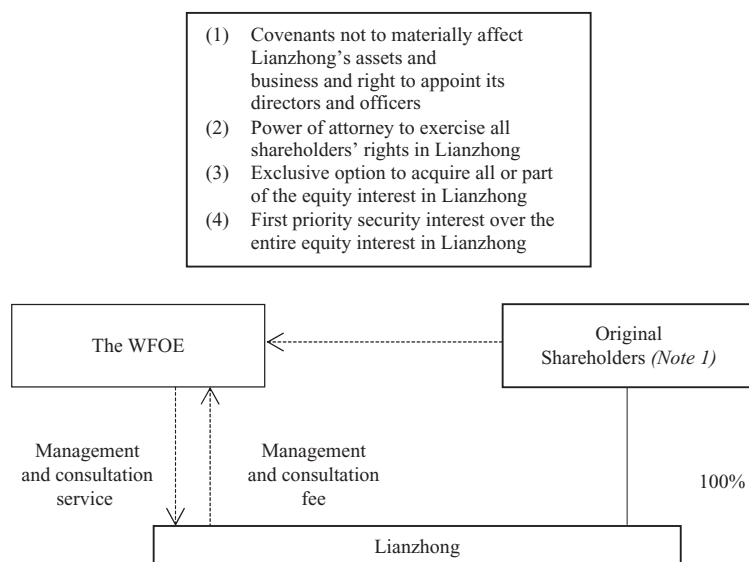 (1) Covenants not to materially affect
Lianzhong’s assets and
business and right to appoint its
directors and officers
(2) Power of attorney to exercise all
shareholders’ rights in Lianzhong
(3) Exclusive option to acquire all or part
of the equity interest in Lianzhong
(4) First priority security interest over the
entire equity interest in Lianzhong
The WFOE
Original
Shareholders (Note 1)
Management
and consultation
service
Management
and consultation
fee
100%
Lianzhong